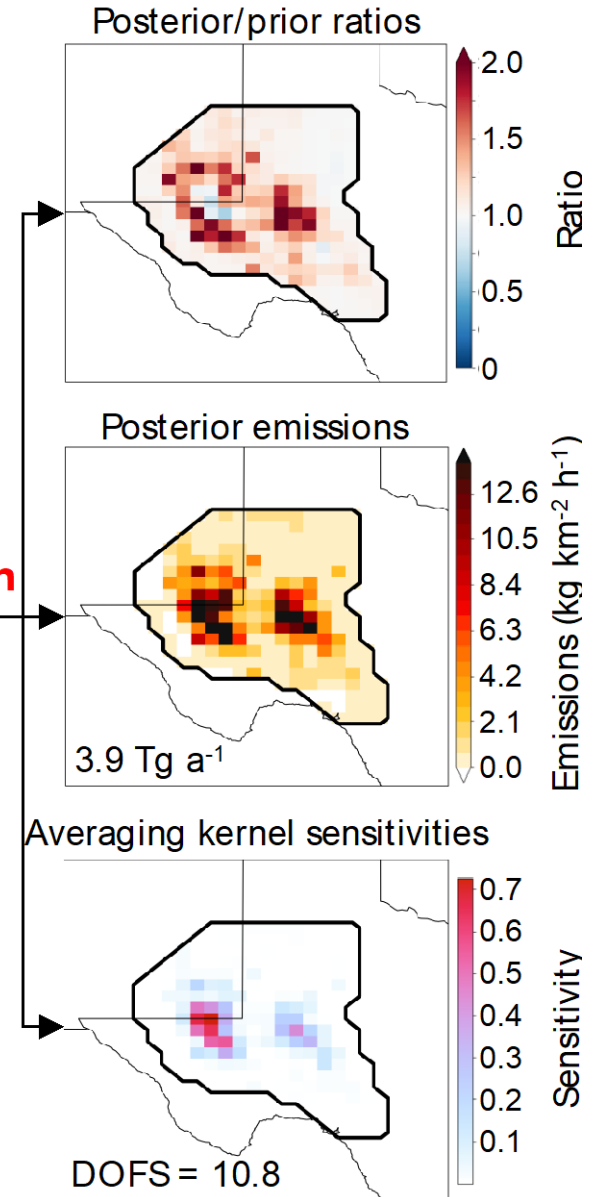 Posterior/prior ratios
2.0
1.5
1.0
0.5
0
Ratio
Posterior emissions
12.6
10.5
8.4
6.3
4.2
2.1
0.0
Emissions (kg km⁻² h⁻¹)
3.9 Tg a⁻¹
n
Averaging kernel sensitivities
0.7
0.6
0.5
0.4
0.3
0.2
0.1
Sensitivity
DOFS = 10.8